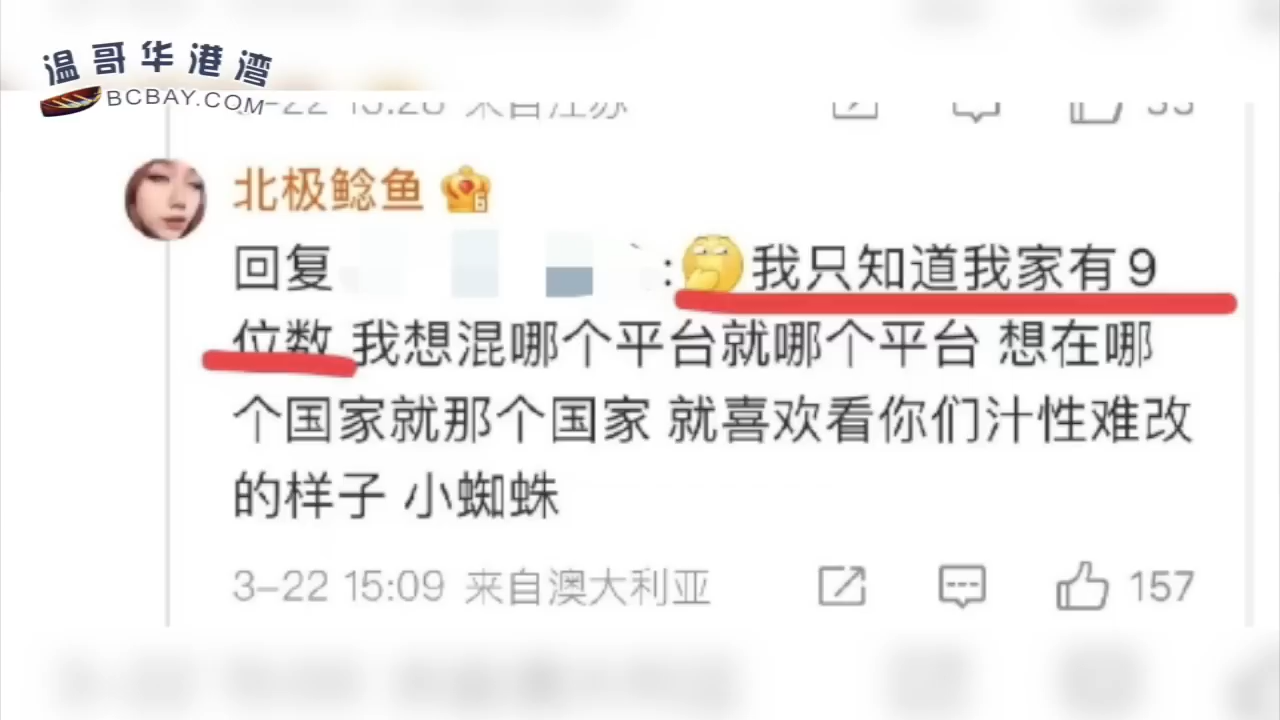 温哥华港湾
BCBAY.COM
北极鲶鱼
6
回复 :我只知道我家有9
位数 我想混哪个平台就哪个平台 想在哪
个国家就那个国家 就喜欢看你们汁性难改
的样子 小蜘蛛
3-22 15:09 来自澳大利亚
157